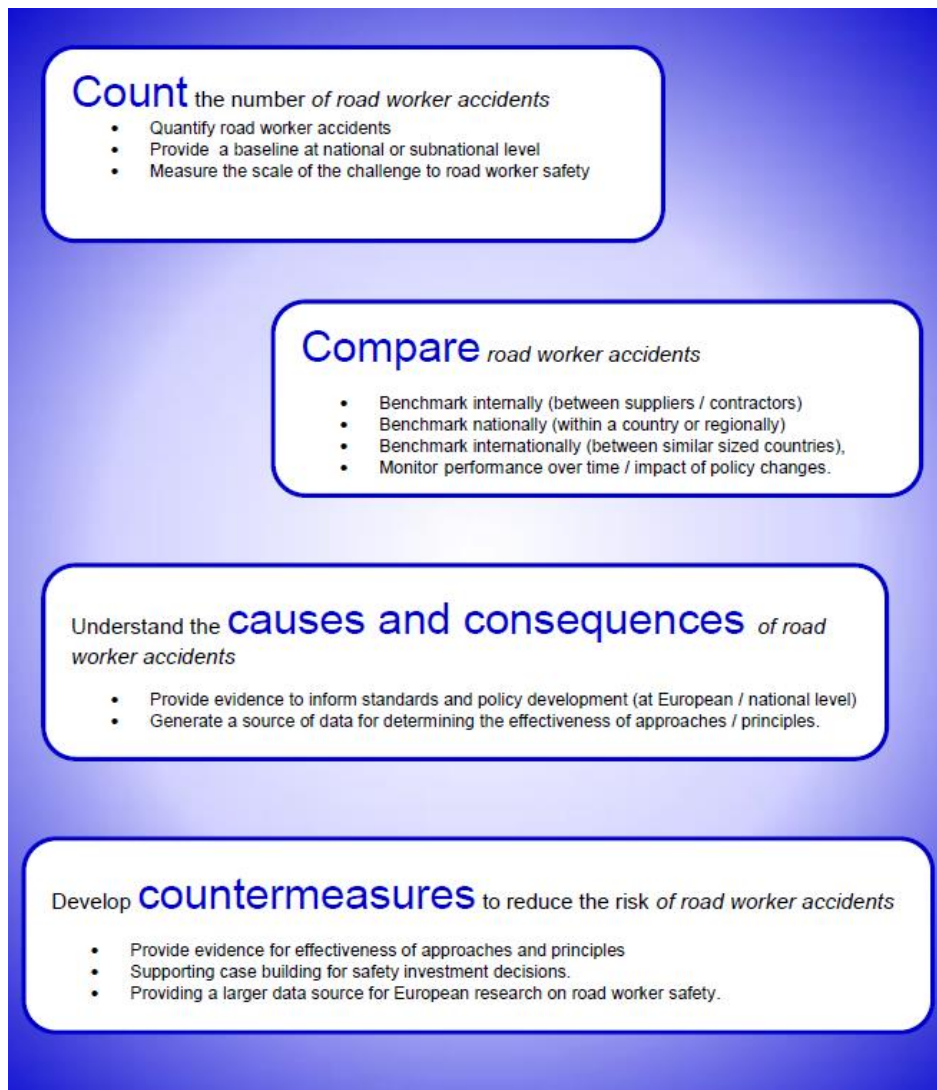 Count the number of road worker accidents
• Quantify road worker accidents
• Provide a baseline at national or subnational level
• Measure the scale of the challenge to road worker safety
Compare road worker accidents
• Benchmark internally (between suppliers / contractors)
• Benchmark nationally (within a country or regionally)
• Benchmark internationally (between similar sized countries),
• Monitor performance over time / impact of policy changes.
Understand the causes and consequences of road
worker accidents
• Provide evidence to inform standards and policy development (at European / national level)
• Generate a source of data for determining the effectiveness of approaches / principles.
Develop countermeasures to reduce the risk of road worker accidents
• Provide evidence for effectiveness of approaches and principles
• Supporting case building for safety investment decisions.
• Providing a larger data source for European research on road worker safety.